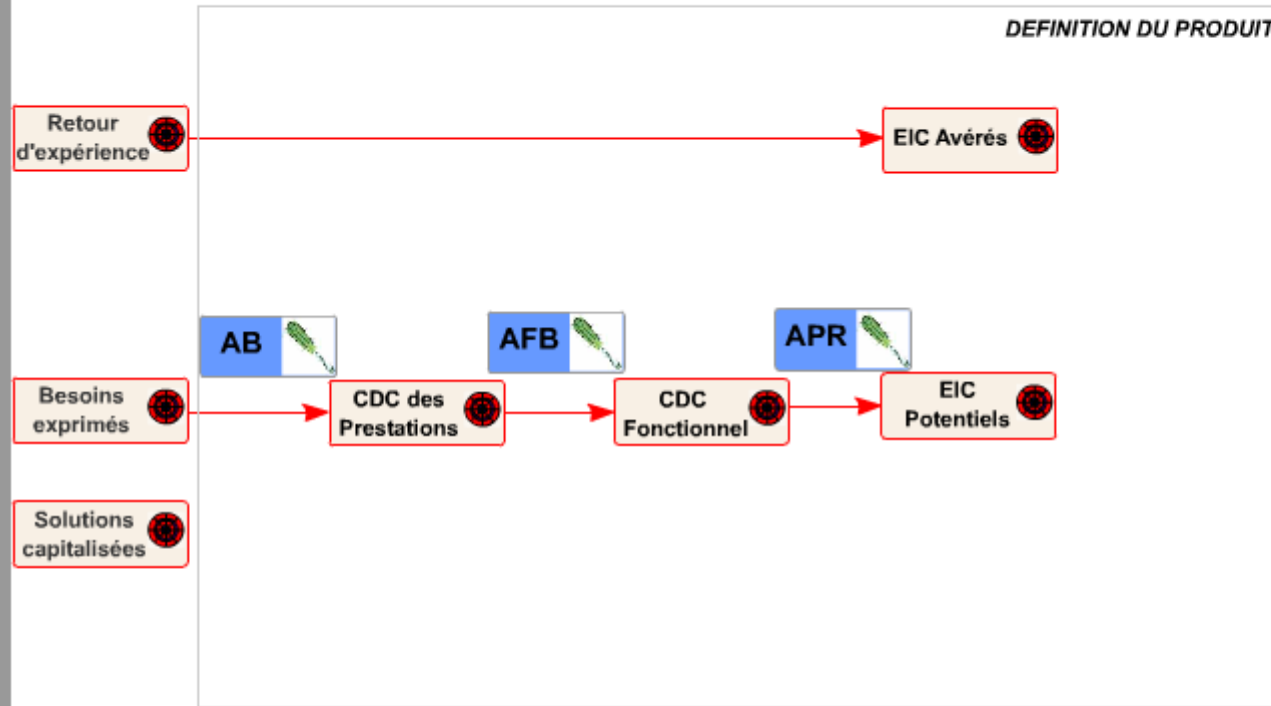 DEFINITION DU PRODUIT
Retour
d'expérience
EIC Avérés
AB
AFB
APR
Besoins
exprimés
CDC des
Prestations
CDC
Fonctionnel
EIC
Potentiels
Solutions
capitalisées